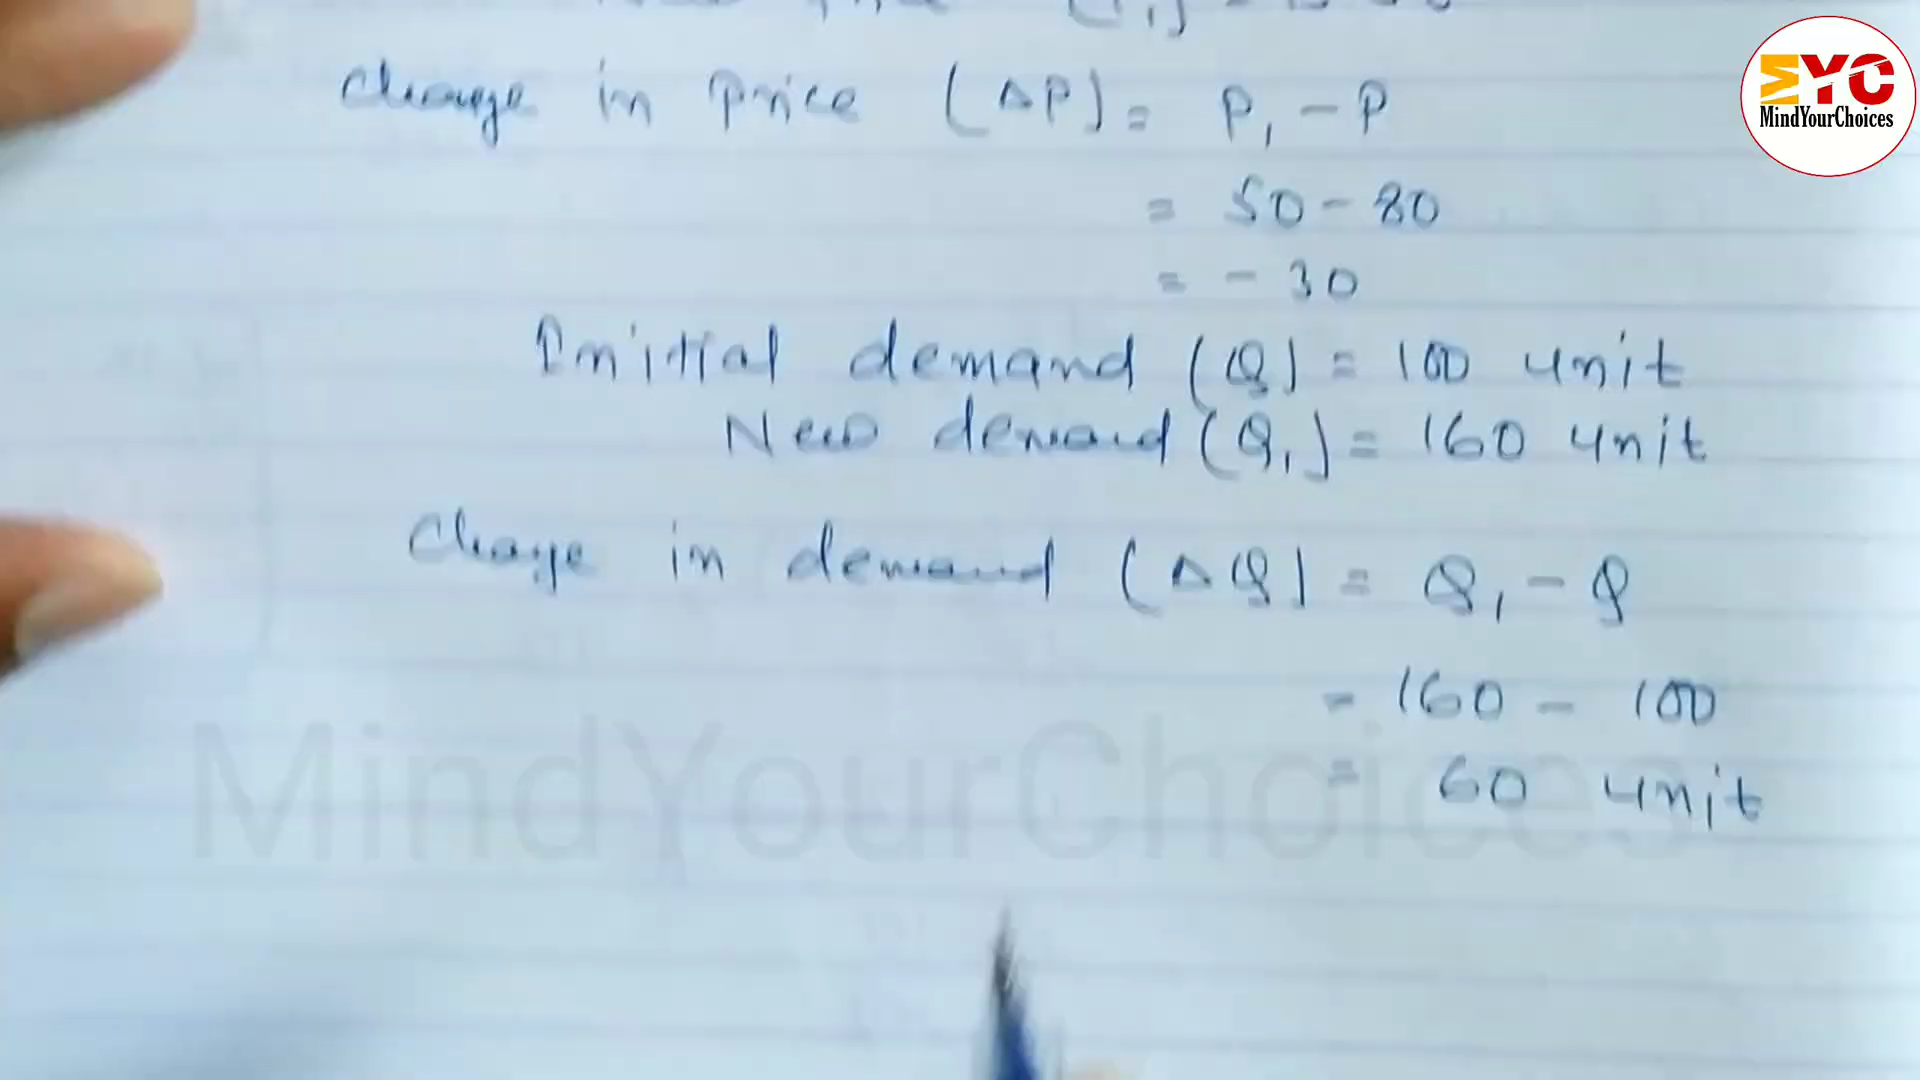 Change in Price (ΔP) = P₁ - P
= 50 - 80
= - 30
Initial demand (Q) = 100 unit
New demand (Q₁) = 160 unit
Change in demand (ΔQ) = Q₁ - Q
= 160 - 100
= 60 unit
MYC
MindYourChoices
MindYourChoices